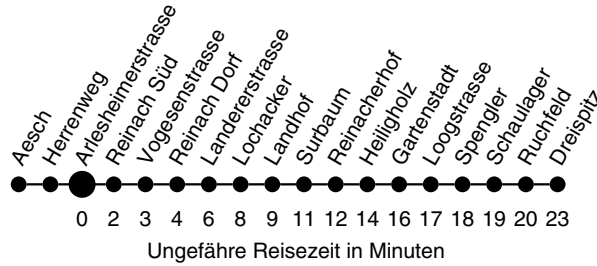 Aesch
Herrenweg
Arlesheimerstrasse
Reinach Süd
Vogesenstrasse
Reinach Dorf
Landererstrasse
Lochacker
Landhof
Surbaum
Reinacherhof
Heiligholz
Gartenstadt
Loogstrasse
Spengler
Schaulager
Ruchfeld
Dreispitz
0 2 3 4 6 8 9 11 12 14 16 17 18 19 20 23
Ungefähre Reisezeit in Minuten